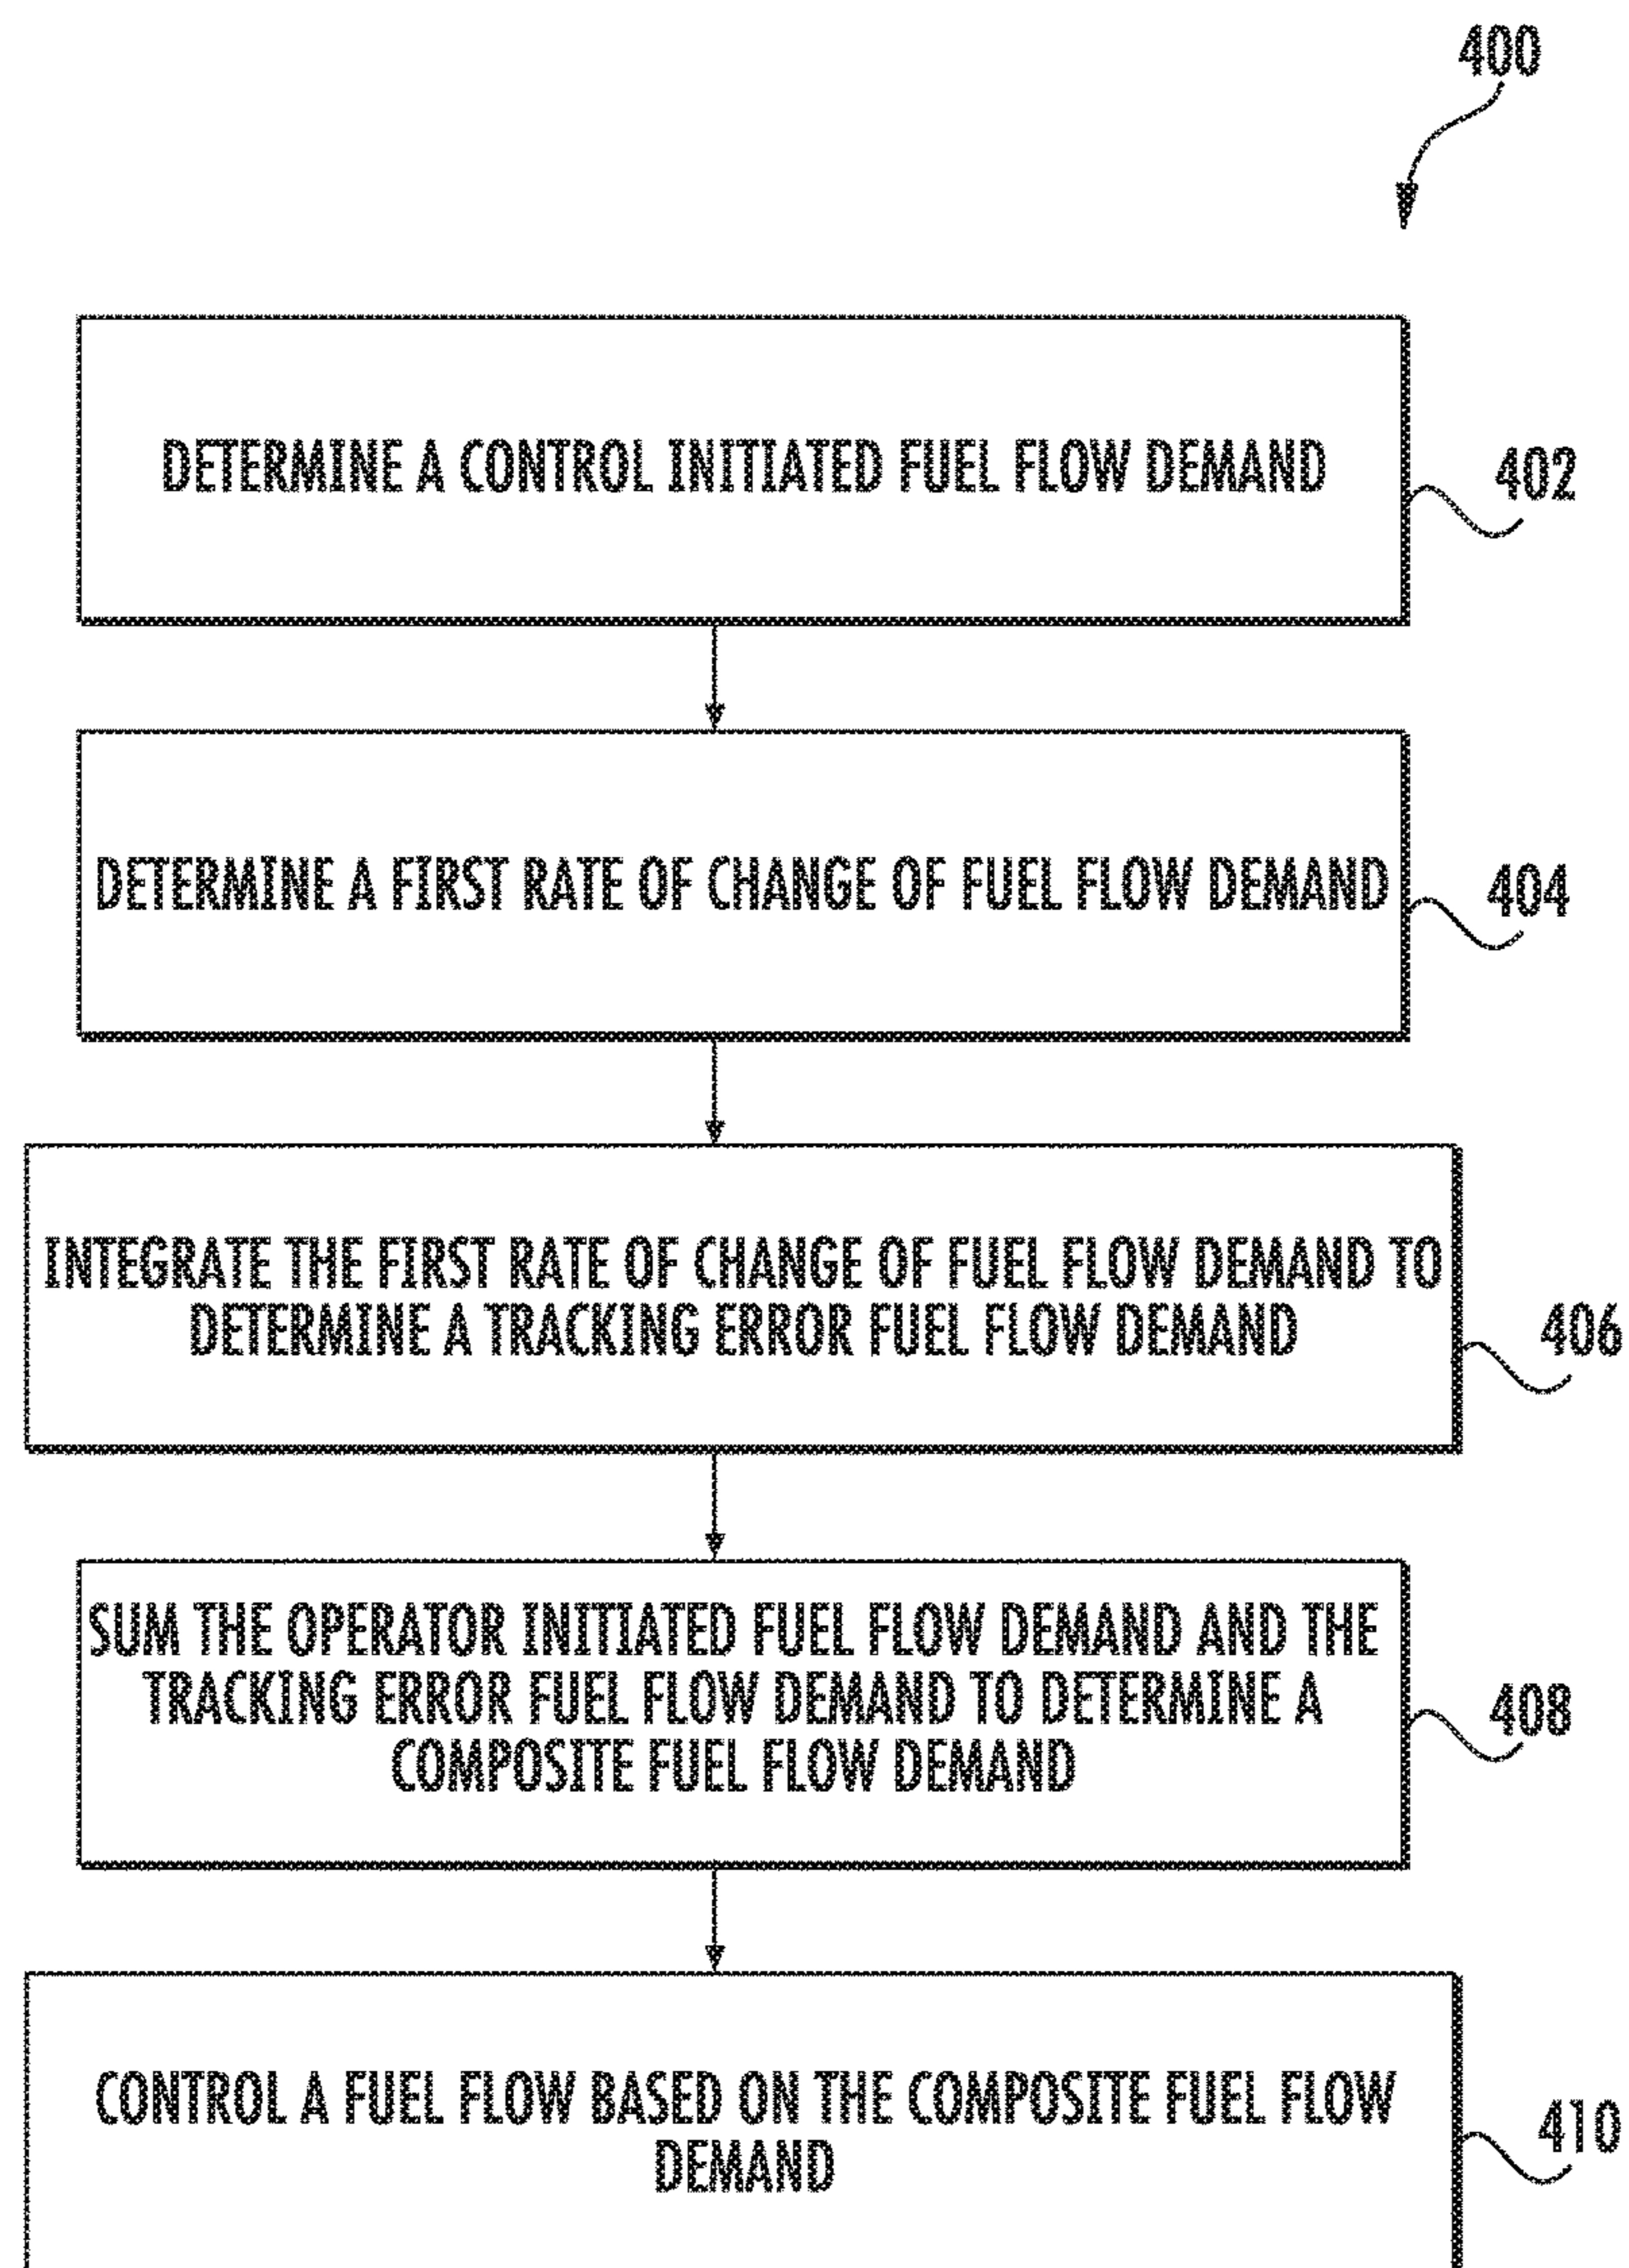 400
DETERMINE A CONTROL INITIATED FUEL FLOW DEMAND
402
DETERMINE A FIRST RATE OF CHANGE OF FUEL FLOW DEMAND
404
INTEGRATE THE FIRST RATE OF CHANGE OF FUEL FLOW DEMAND TO
DETERMINE A TRACKING ERROR FUEL FLOW DEMAND
406
SUM THE OPERATOR INITIATED FUEL FLOW DEMAND AND THE
TRACKING ERROR FUEL FLOW DEMAND TO DETERMINE A
COMPOSITE FUEL FLOW DEMAND
408
CONTROL A FUEL FLOW BASED ON THE COMPOSITE FUEL FLOW
DEMAND
410